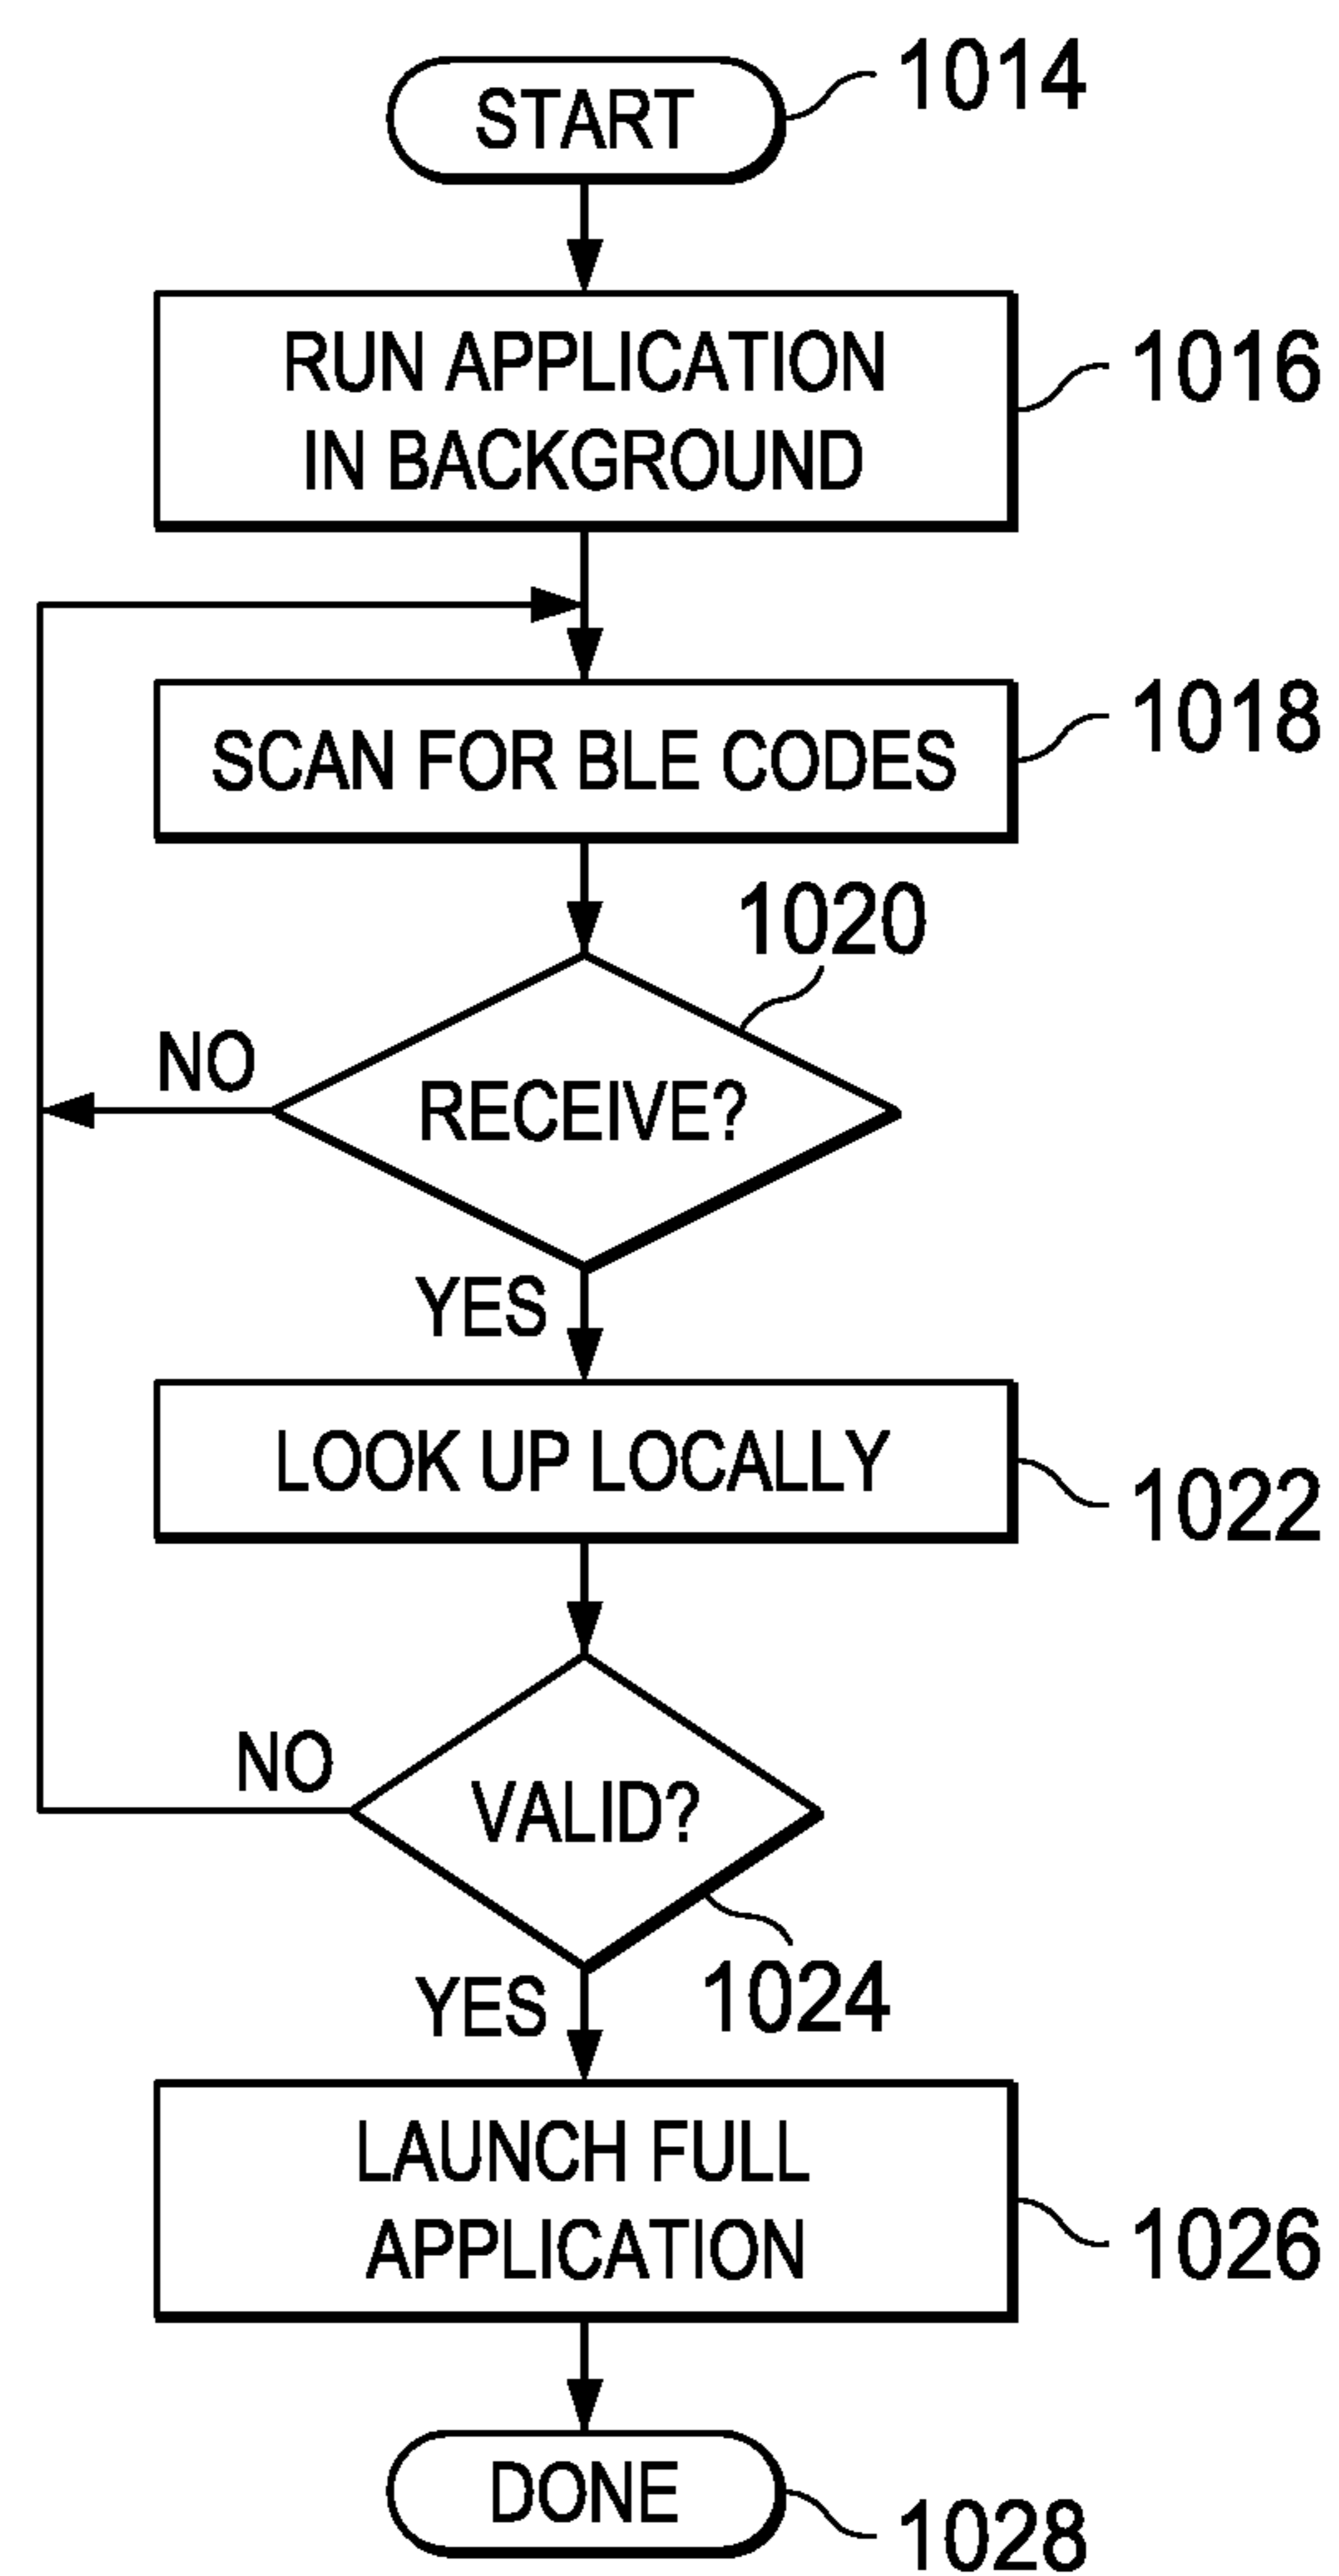 START
1014
RUN APPLICATION
IN BACKGROUND
1016
SCAN FOR BLE CODES
1018
1020
RECEIVE?
NO
YES
LOOK UP LOCALLY
1022
VALID?
NO
1024
YES
LAUNCH FULL
APPLICATION
1026
DONE
1028